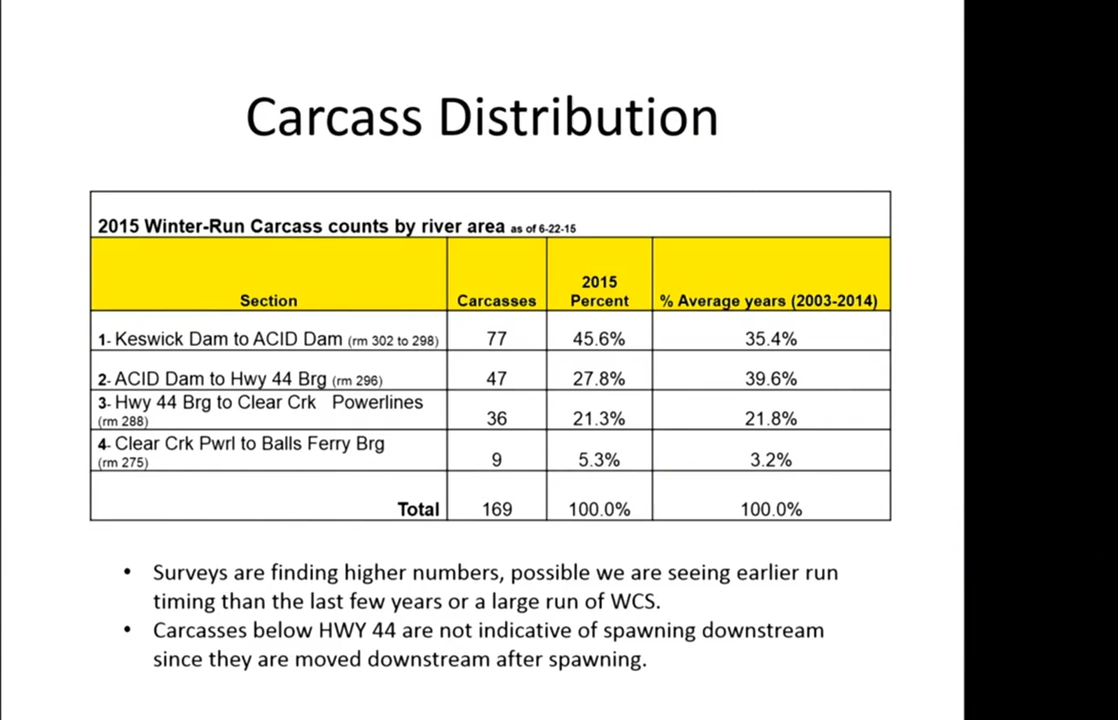 Carcass Distribution
2015 Winter-Run Carcass counts by river area as of 6-22-15
Section Carcasses 2015 Percent % Average years (2003-2014)
1- Keswick Dam to ACID Dam (rm 302 to 298) 77 45.6% 35.4%
2- ACID Dam to Hwy 44 Brg (rm 296) 47 27.8% 39.6%
3- Hwy 44 Brg to Clear Crk Powerlines
(rm 288) 36 21.3% 21.8%
4- Clear Crk Pwrl to Balls Ferry Brg
(rm 275) 9 5.3% 3.2%
Total 169 100.0% 100.0%
• Surveys are finding higher numbers, possible we are seeing earlier run
timing than the last few years or a large run of WCS.
• Carcasses below HWY 44 are not indicative of spawning downstream
since they are moved downstream after spawning.